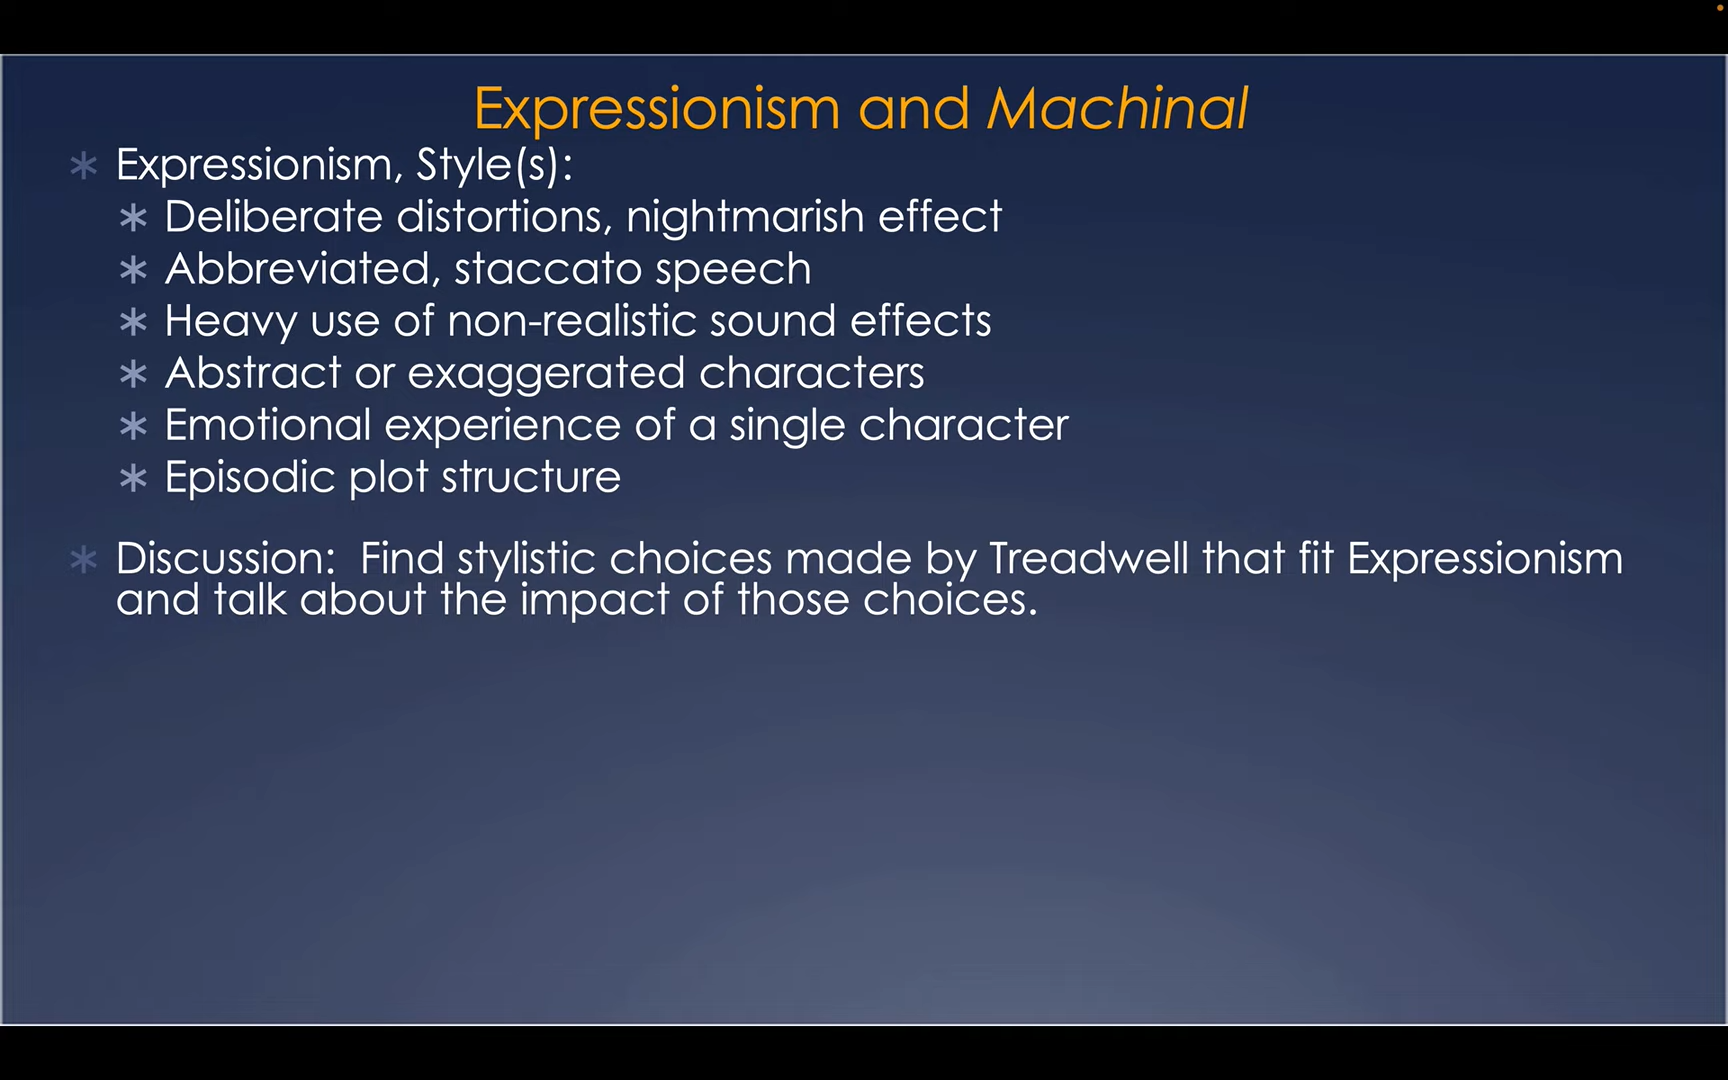 Expressionism and Machinal
* Expressionism, Style(s):
* Deliberate distortions, nightmarish effect
* Abbreviated, staccato speech
* Heavy use of non-realistic sound effects
* Abstract or exaggerated characters
* Emotional experience of a single character
* Episodic plot structure
* Discussion:  Find stylistic choices made by Treadwell that fit Expressionism
and talk about the impact of those choices.